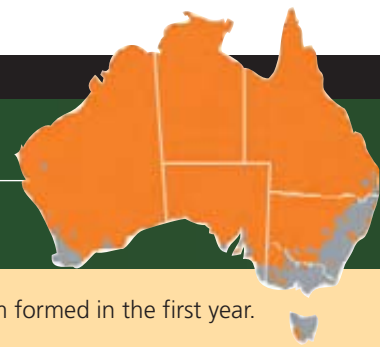 formed in the first year.